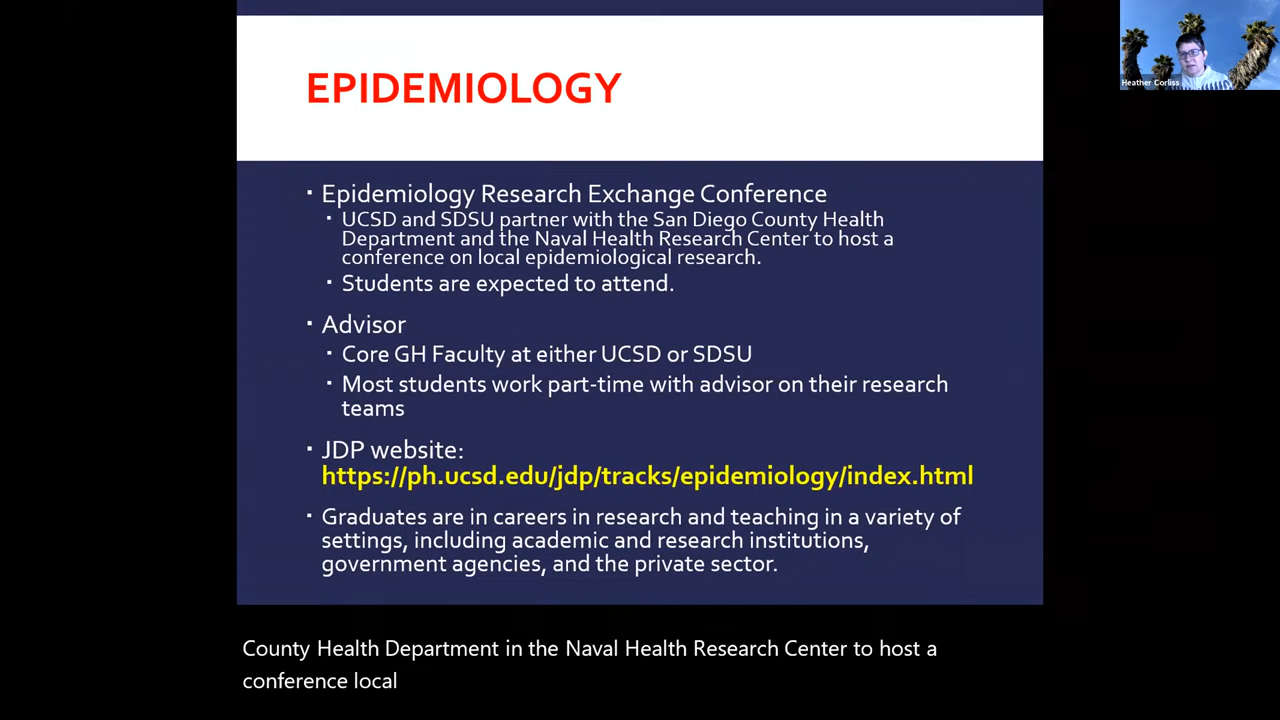 EPIDEMIOLOGY
Heather Corliss
▪ Epidemiology Research Exchange Conference
▪ UCSD and SDSU partner with the San Diego County Health
Department and the Naval Health Research Center to host a
conference on local epidemiological research.
▪ Students are expected to attend.
▪ Advisor
▪ Core GH Faculty at either UCSD or SDSU
▪ Most students work part-time with advisor on their research
teams
▪ JDP website:
https://ph.ucsd.edu/jdp/tracks/epidemiology/index.html
▪ Graduates are in careers in research and teaching in a variety of
settings, including academic and research institutions,
government agencies, and the private sector.
County Health Department in the Naval Health Research Center to host a
conference local